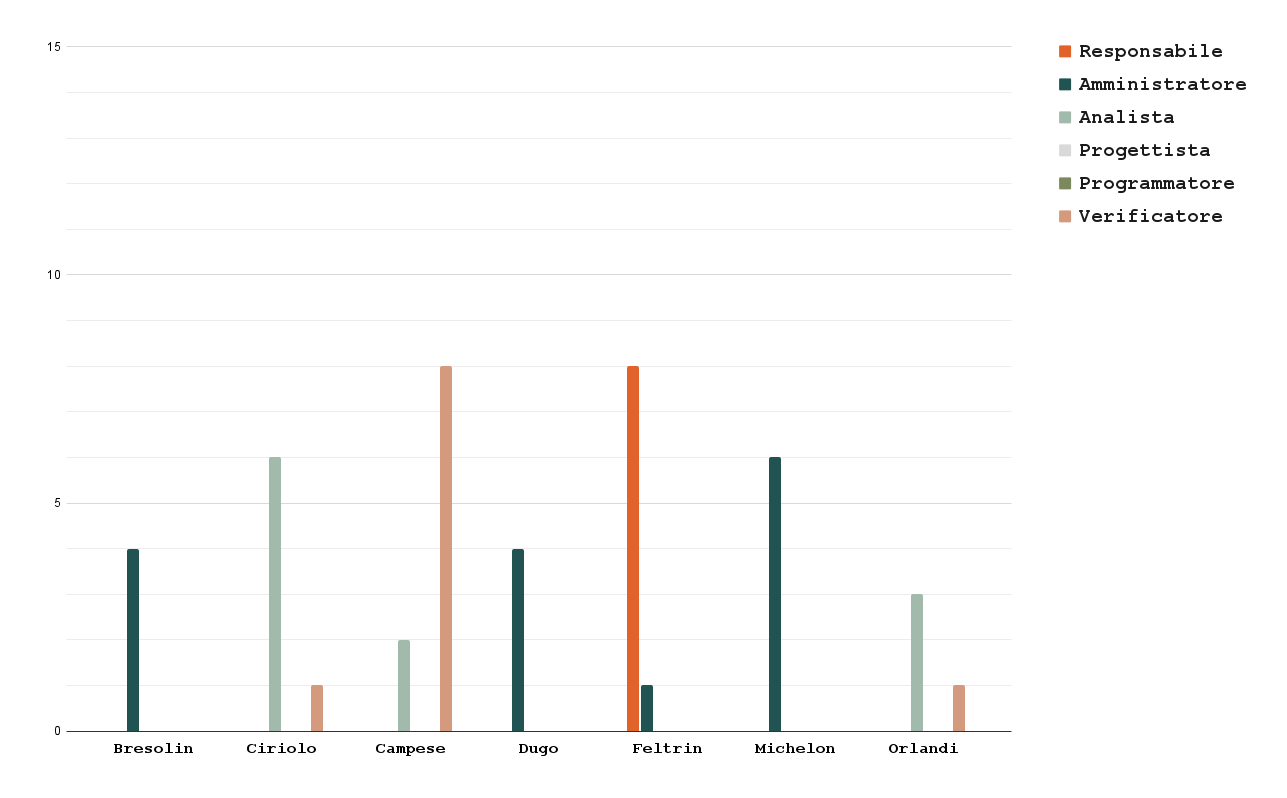 15
10
5
0
Bresolin Ciriolo Campese Dugo Feltrin Michelon Orlandi
Responsabile
Amministratore
Analista
Progettista
Programmatore
Verificatore